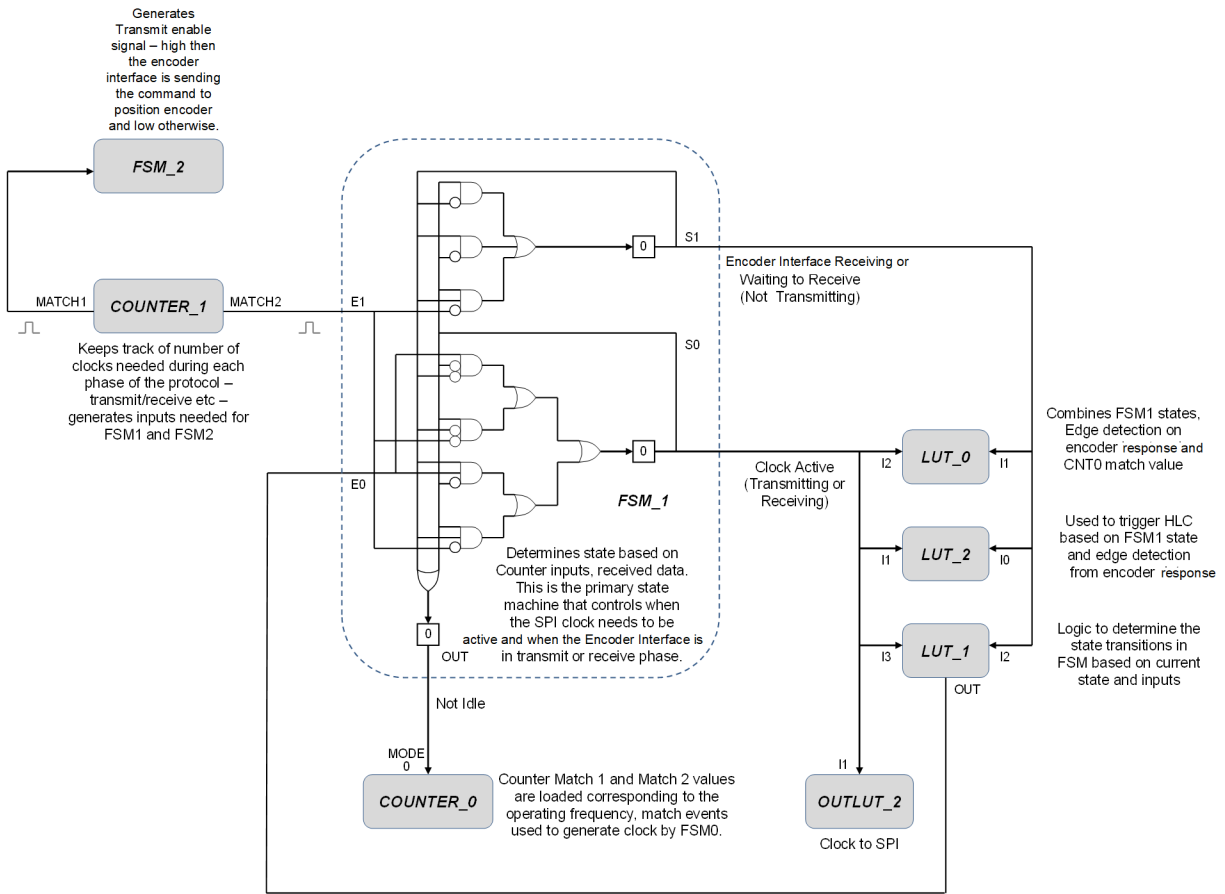 Generates
Transmit enable
signal – high then
the encoder
interface is sending
the command to
position encoder
and low otherwise.
FSM_2
MATCH1
COUNTER_1
MATCH2
Keeps track of number of
clocks needed during each
phase of the protocol –
transmit/receive etc –
generates inputs needed for
FSM1 and FSM2
E1
E0
0
S1
S0
0
FSM_1
Determines state based on
Counter inputs, received data.
This is the primary state
machine that controls when
the SPI clock needs to be
active and when the Encoder Interface is
in transmit or receive phase.
0
OUT
Not Idle
MODE
0
COUNTER_0
Counter Match 1 and Match 2 values
are loaded corresponding to the
operating frequency, match events
used to generate clock by FSM0.
Encoder Interface Receiving or
Waiting to Receive
(Not Transmitting)
Clock Active
(Transmitting or
Receiving)
I2
LUT_0
I1
Combines FSM1 states,
Edge detection on
encoder response and
CNT0 match value
I1
LUT_2
I0
Used to trigger HLC
based on FSM1 state
and edge detection
from encoder response
I3
LUT_1
I2
OUT
Logic to determine the
state transitions in
FSM based on current
state and inputs
I1
OUTLUT_2
Clock to SPI